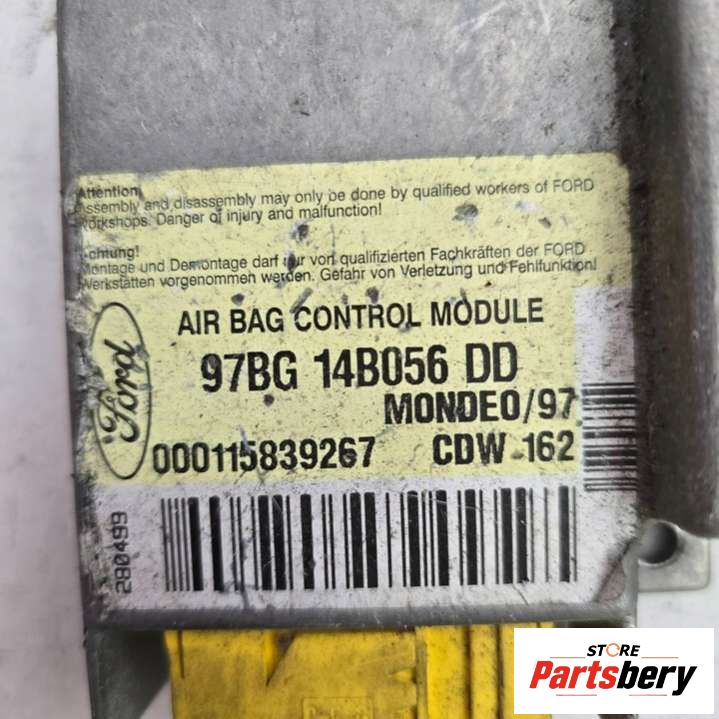 Attention,
Assembly and disassembly may only be done by qualified workers of FORD
workshops. Danger of injury and malfunction!
Achtung!
Montage und Demontage darf nur von qualifizierten Fachkräften der FORD
Werkstätten vorgenommen werden. Gefahr von Verletzung und Fehlfunktion!
AIR BAG CONTROL MODULE
97BG 14B056 DD
MONDEO/97
Ford
000115839267 CDW 162
280499
STORE
Partsbery